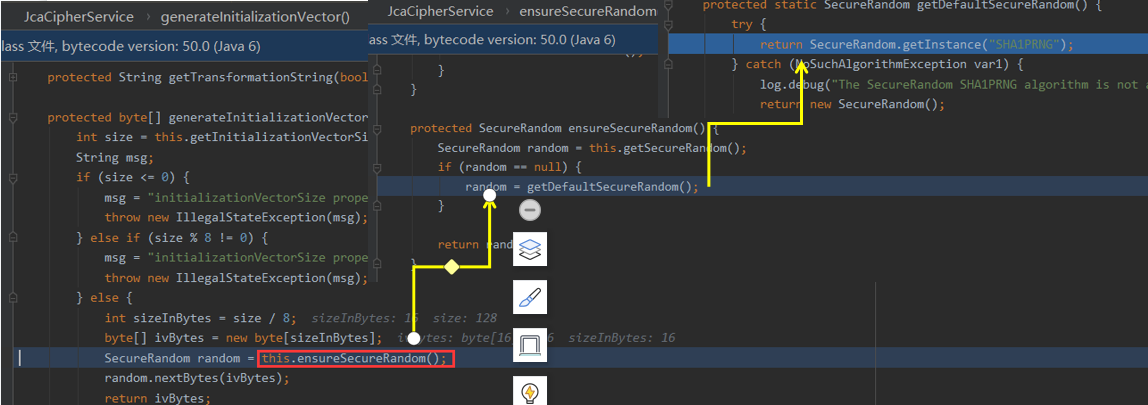 JcaCipherService › generateInitializationVector()
lass 文件, bytecode version: 50.0 (Java 6)
protected String getTransformationString(bool
protected byte[] generateInitializationVector
int size = this.getInitializationVectorSi
String msg;
if (size <= 0) {
msg = "initializationVectorSize prope
throw new IllegalStateException(msg);
} else if (size % 8 != 0) {
msg = "initializationVectorSize prope
throw new IllegalStateException(msg);
} else {
int sizeInBytes = size / 8; sizeInBytes: 16 size: 128
byte[] ivBytes = new byte[sizeInBytes]; ivBytes: byte[16 sizeInBytes: 16
SecureRandom random = this.ensureSecureRandom();
random.nextBytes(ivBytes);
return ivBytes;
JcaCipherService › ensureSecureRandom
lass 文件, bytecode version: 50.0 (Java 6)
}
}
protected SecureRandom ensureSecureRandom() {
SecureRandom random = this.getSecureRandom();
if (random == null) {
random = getDefaultSecureRandom();
}
return ran
}
protected static SecureRandom getDefaultSecureRandom() {
try {
return SecureRandom.getInstance("SHA1PRNG");
} catch (NoSuchAlgorithmException var1) {
log.debug("The SecureRandom SHA1PRNG algorithm is not a
return new SecureRandom();